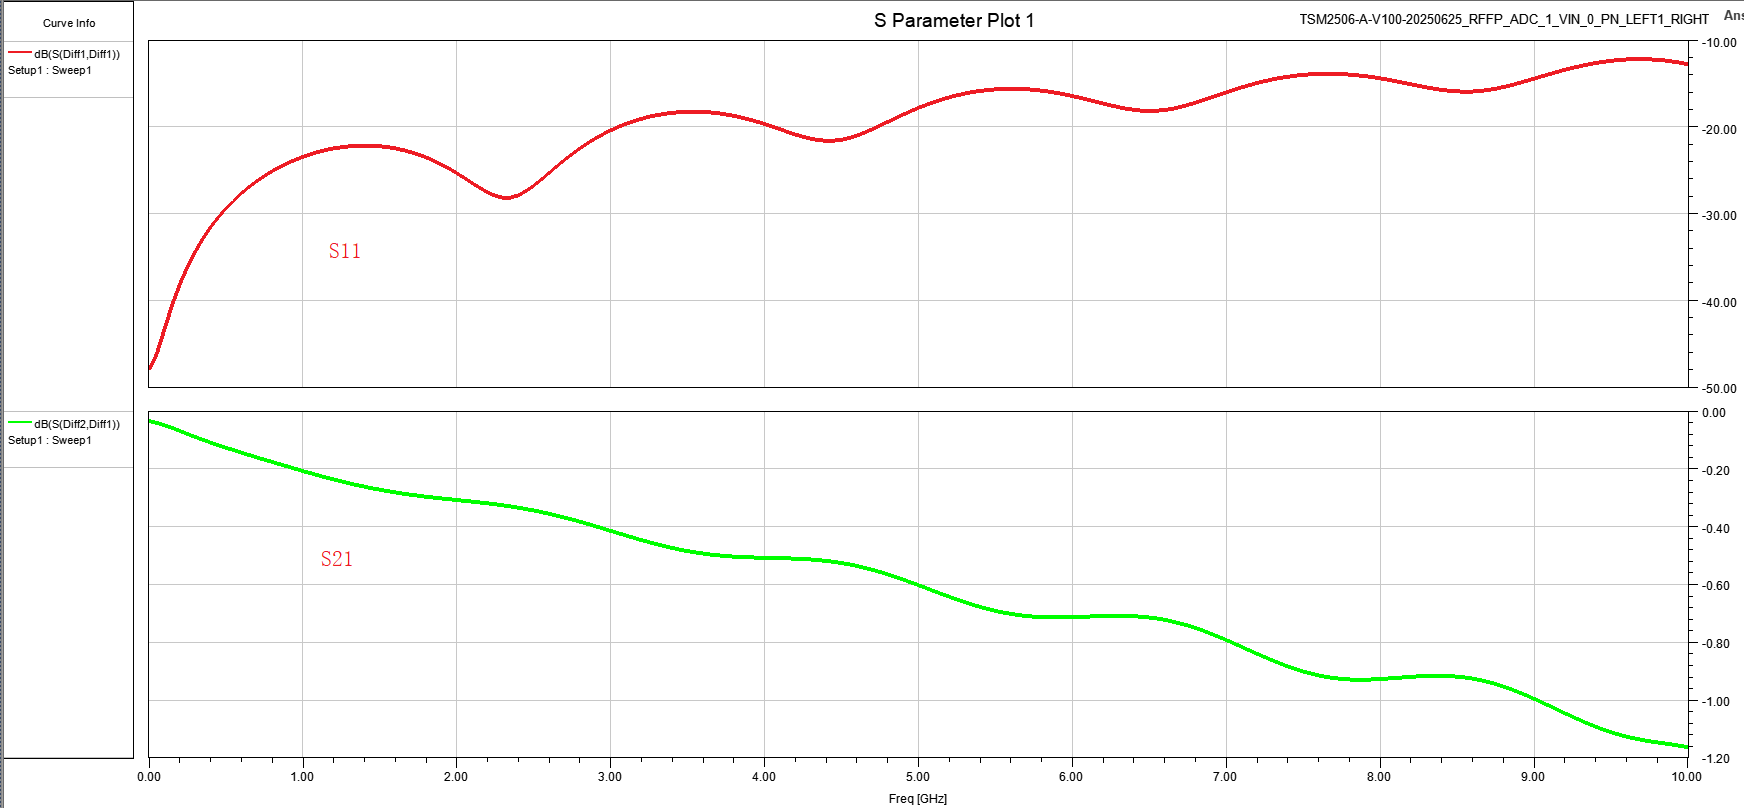 S Parameter Plot 1
TSM2506-A-V100-20250625_RFFP_ADC_1_VIN_0_PN_LEFT1_RIGHT
Ans
Curve Info
dB(S(Diff1,Diff1))
Setup1 : Sweep1
-10.00
-20.00
-30.00
-40.00
-50.00
S11
dB(S(Diff2,Diff1))
Setup1 : Sweep1
0.00
-0.20
-0.40
-0.60
-0.80
-1.00
-1.20
S21
0.00 1.00 2.00 3.00 4.00 5.00 6.00 7.00 8.00 9.00 10.00
Freq [GHz]